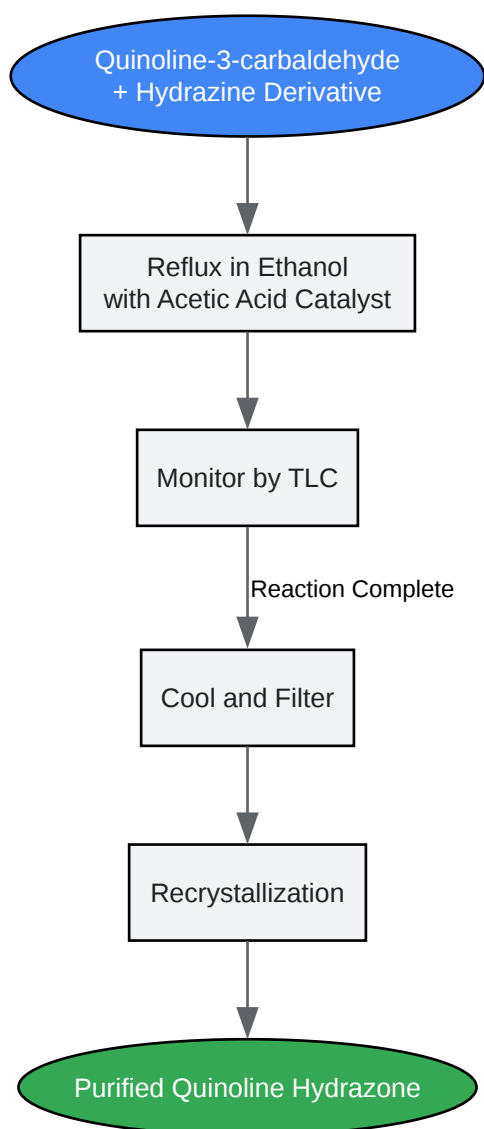 Quinoline-3-carbaldehyde
+ Hydrazine Derivative
Reflux in Ethanol
with Acetic Acid Catalyst
Monitor by TLC
Reaction Complete
Cool and Filter
Recrystallization
Purified Quinoline Hydrazone